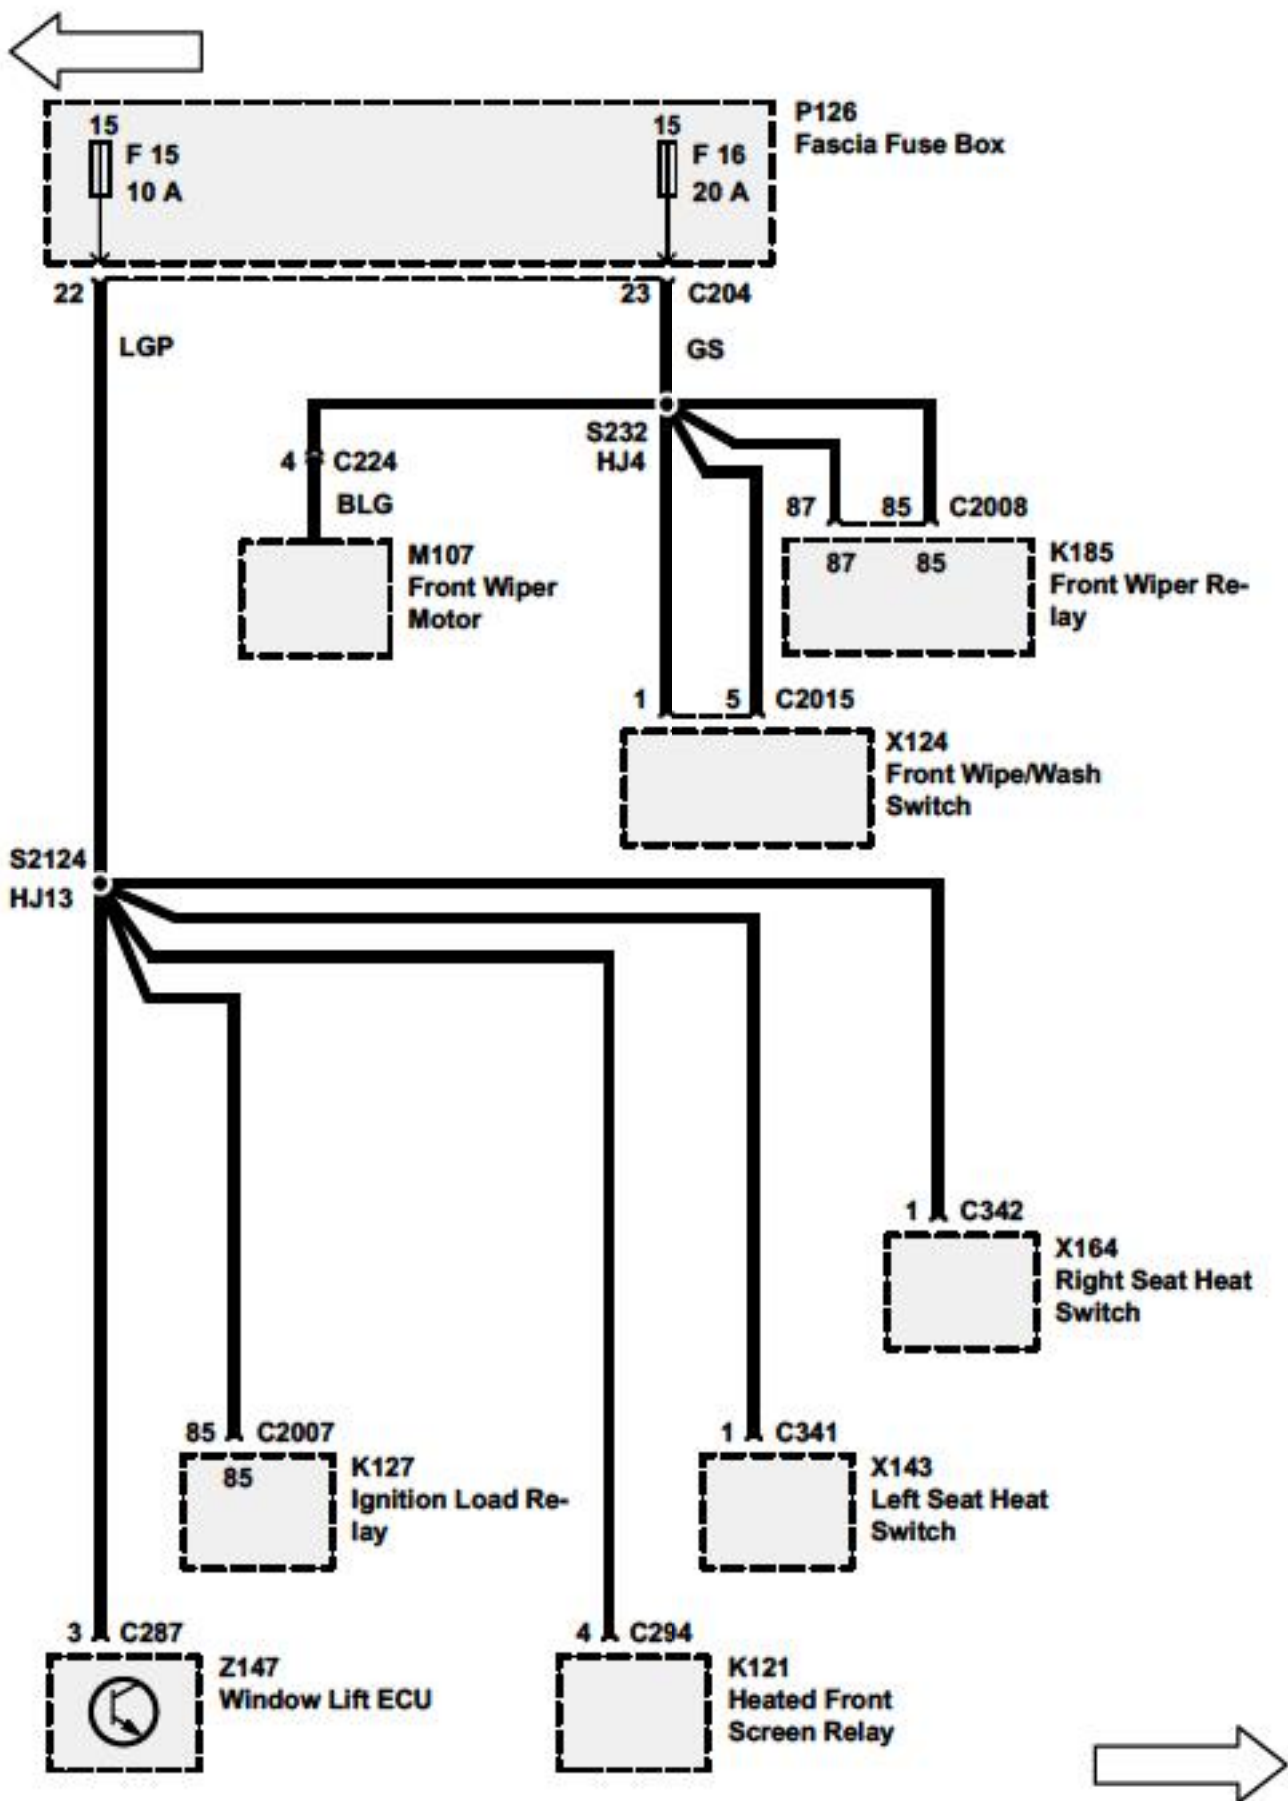 P126
Fascia Fuse Box
15
F 15
10 A
15
F 16
20 A
22
23
C204
LGP
GS
S232
HJ4
4
C224
BLG
87
85
C2008
M107
Front Wiper
Motor
87
85
K185
Front Wiper Re-
lay
1
5
C2015
X124
Front Wipe/Wash
Switch
S2124
HJ13
1
C342
X164
Right Seat Heat
Switch
85
C2007
85
K127
Ignition Load Re-
lay
1
C341
X143
Left Seat Heat
Switch
3
C287
Z147
Window Lift ECU
4
C294
K121
Heated Front
Screen Relay